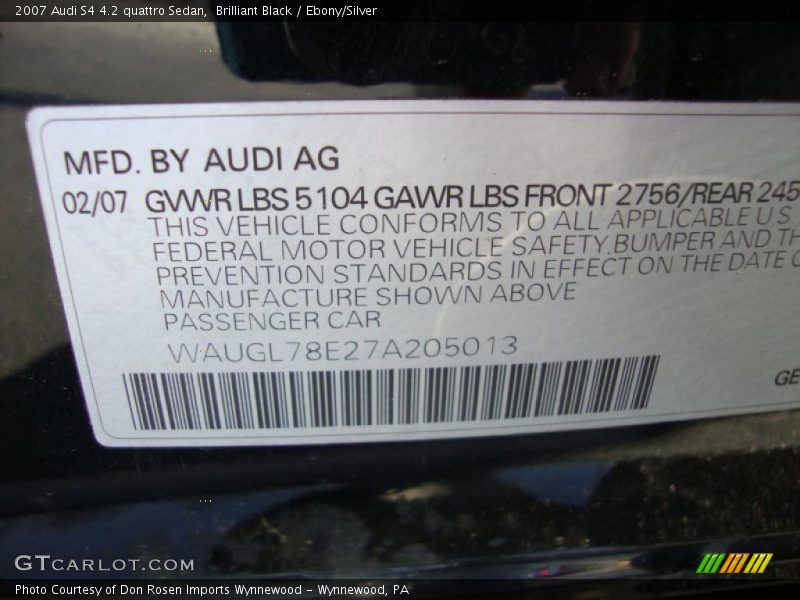 2007 Audi S4 4.2 quattro Sedan, Brilliant Black / Ebony/Silver
MFD. BY AUDI AG
02/07 GVWR LBS 5104 GAWR LBS FRONT 2756/REAR 245
THIS VEHICLE CONFORMS TO ALL APPLICABLE U.S.
FEDERAL MOTOR VEHICLE SAFETY, BUMPER AND TH
PREVENTION STANDARDS IN EFFECT ON THE DATE O
MANUFACTURE SHOWN ABOVE
PASSENGER CAR
WAUGL78E27A205013
GE
GTCARLOT.COM
Photo Courtesy of Don Rosen Imports Wynnewood – Wynnewood, PA